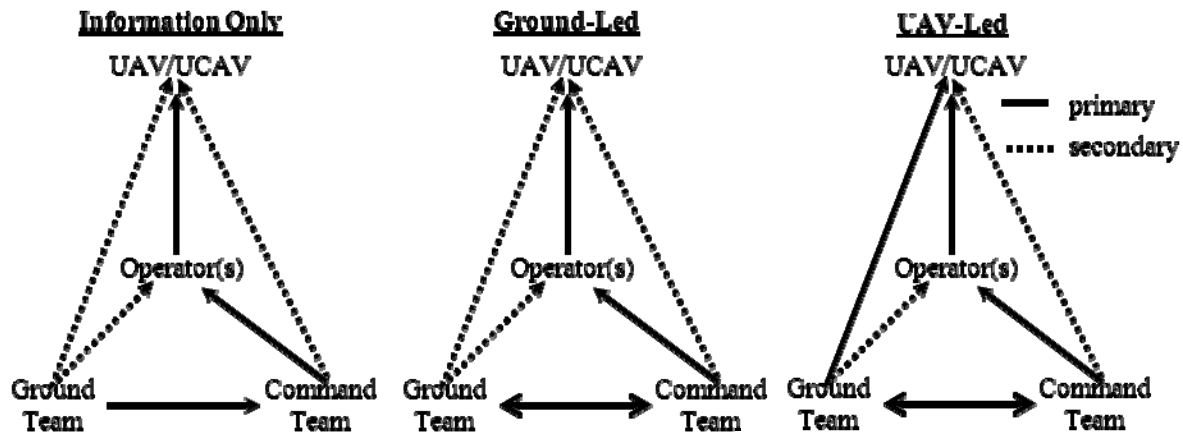 Information Only
UAV/UCAV
Operator(s)
Ground
Team
Command
Team
Ground-Led
UAV/UCAV
Operator(s)
Ground
Team
Command
Team
UAV-Led
UAV/UCAV
primary
secondary
Operator(s)
Ground
Team
Command
Team